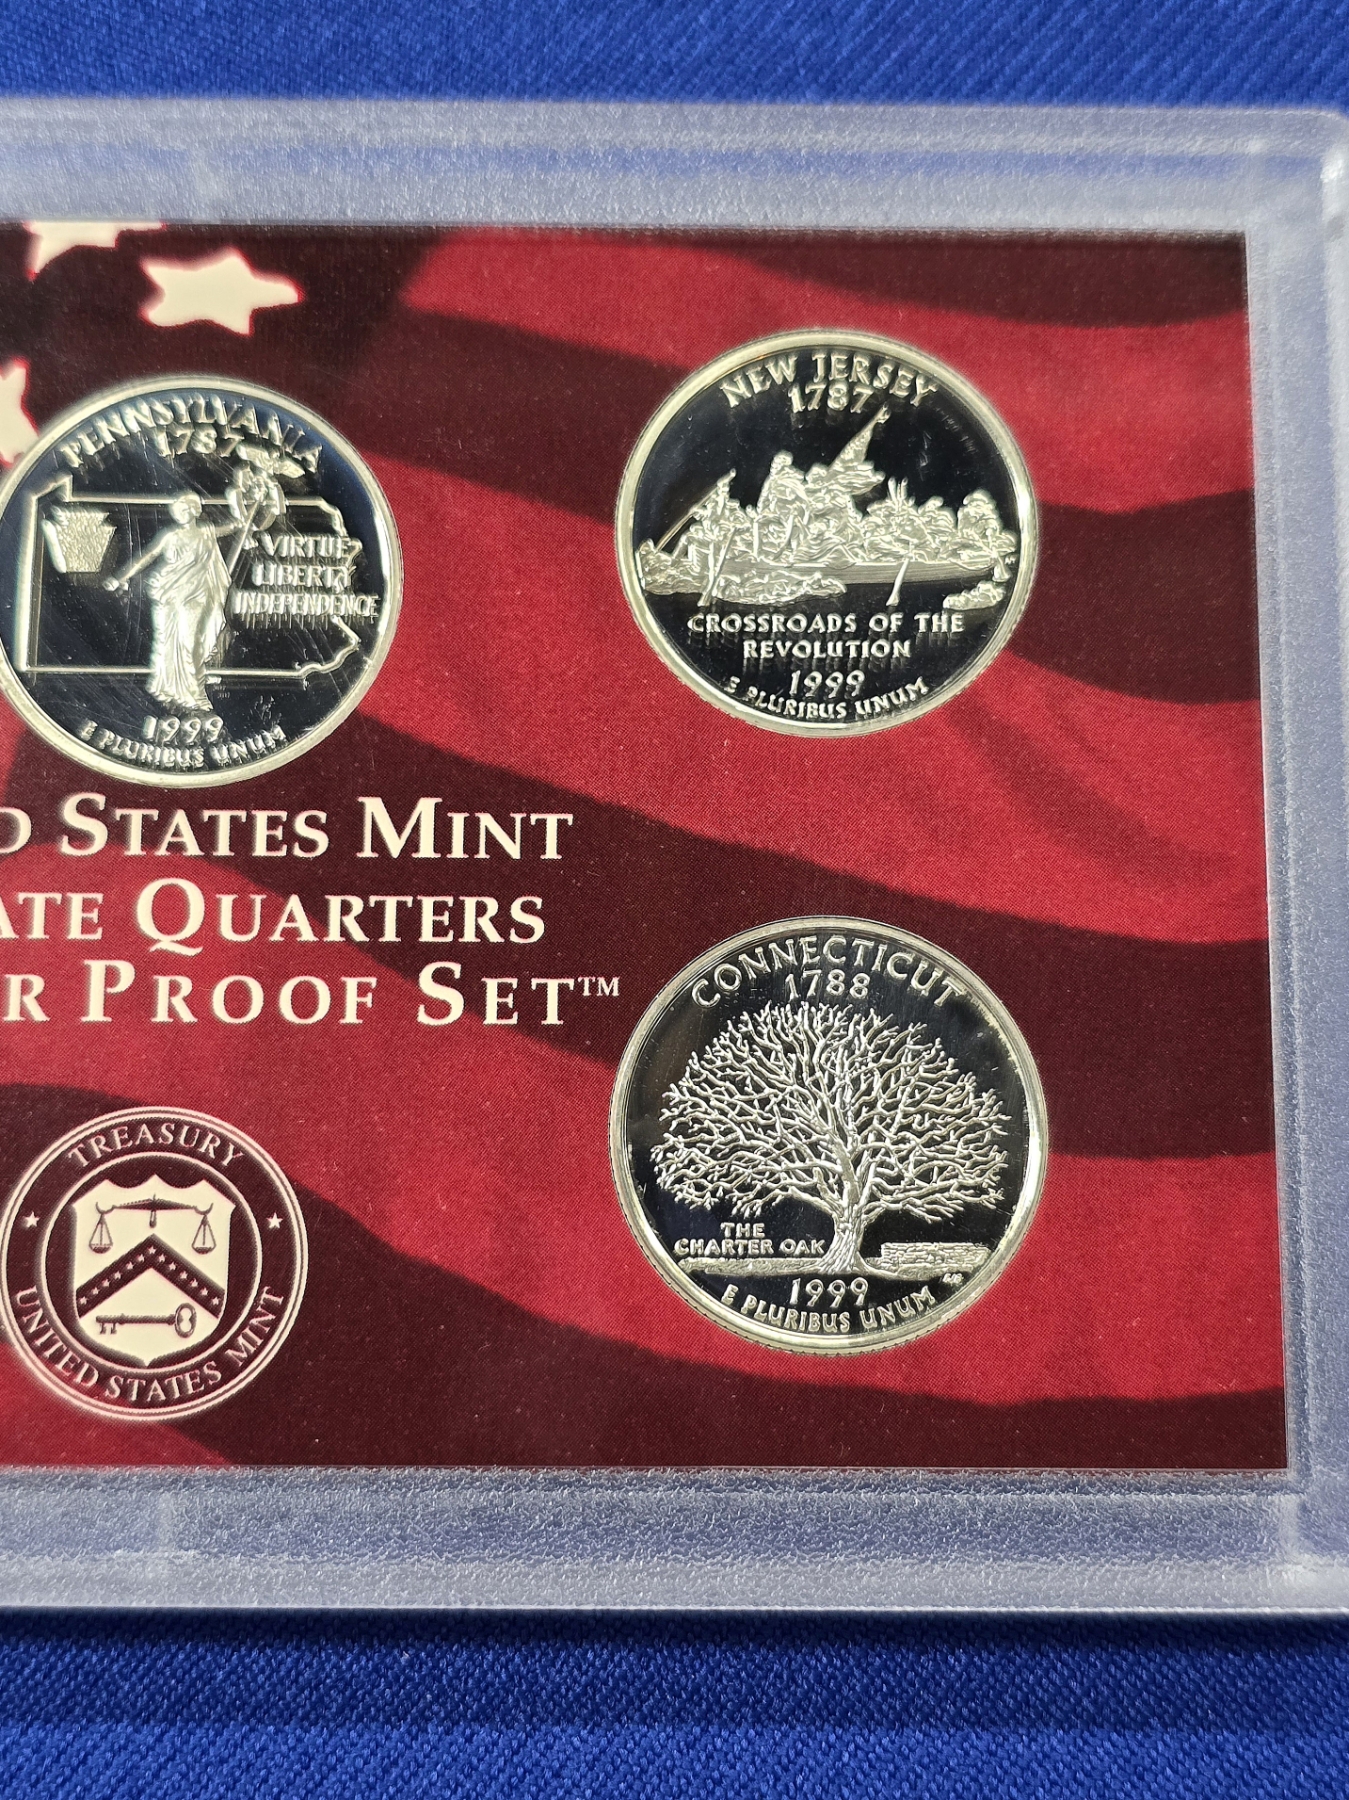 PENNSYLVANIA
1787
VIRTUE
LIBERTY
INDEPENDENCE
1999
E PLURIBUS UNUM
NEW JERSEY
1787
CROSSROADS OF THE
REVOLUTION
1999
E PLURIBUS UNUM
D STATES MINT
ATE QUARTERS
R PROOF SET™
CONNECTICUT
1788
THE
CHARTER OAK
1999
E PLURIBUS UNUM
TREASURY
UNITED STATES MINT